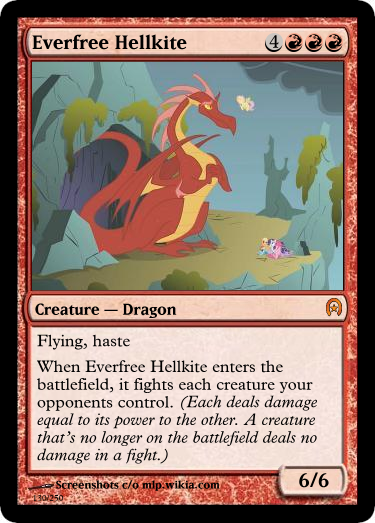 Everfree Hellkite 4
Creature — Dragon
Flying, haste
When Everfree Hellkite enters the
battlefield, it fights each creature your
opponents control. (Each deals damage
equal to its power to the other. A creature
that's no longer on the battlefield deals no
damage in a fight.)
6/6
Screenshots c/o mlp.wikia.com
130/250